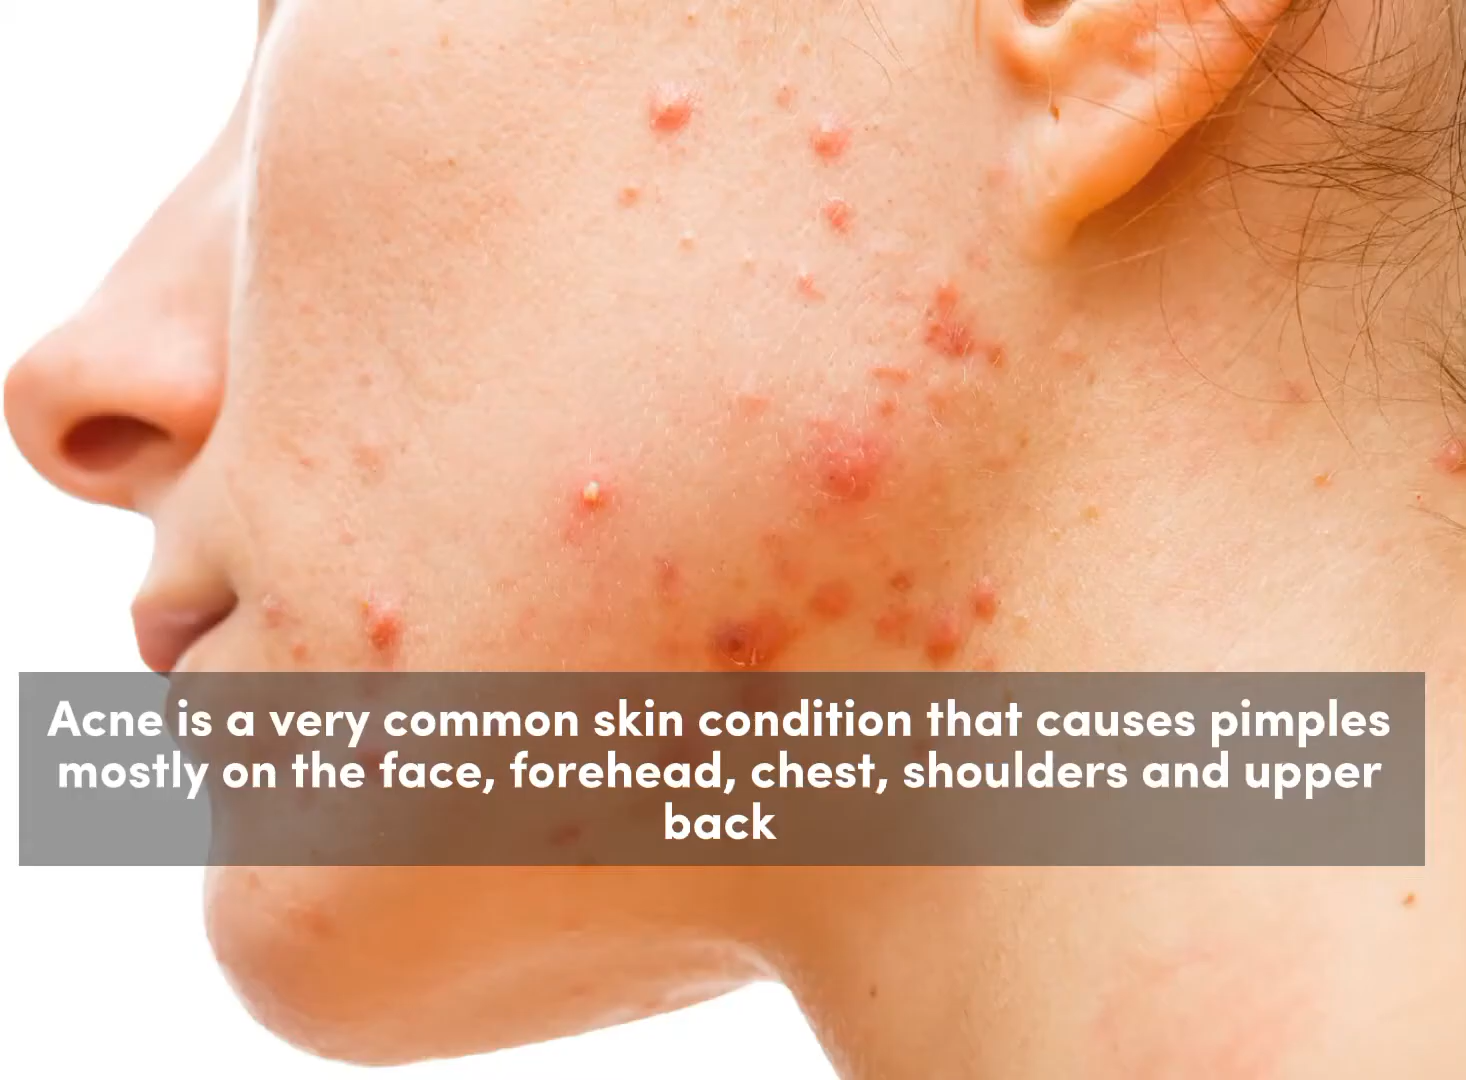 Acne is a very common skin condition that causes pimples
mostly on the face, forehead, chest, shoulders and upper
back